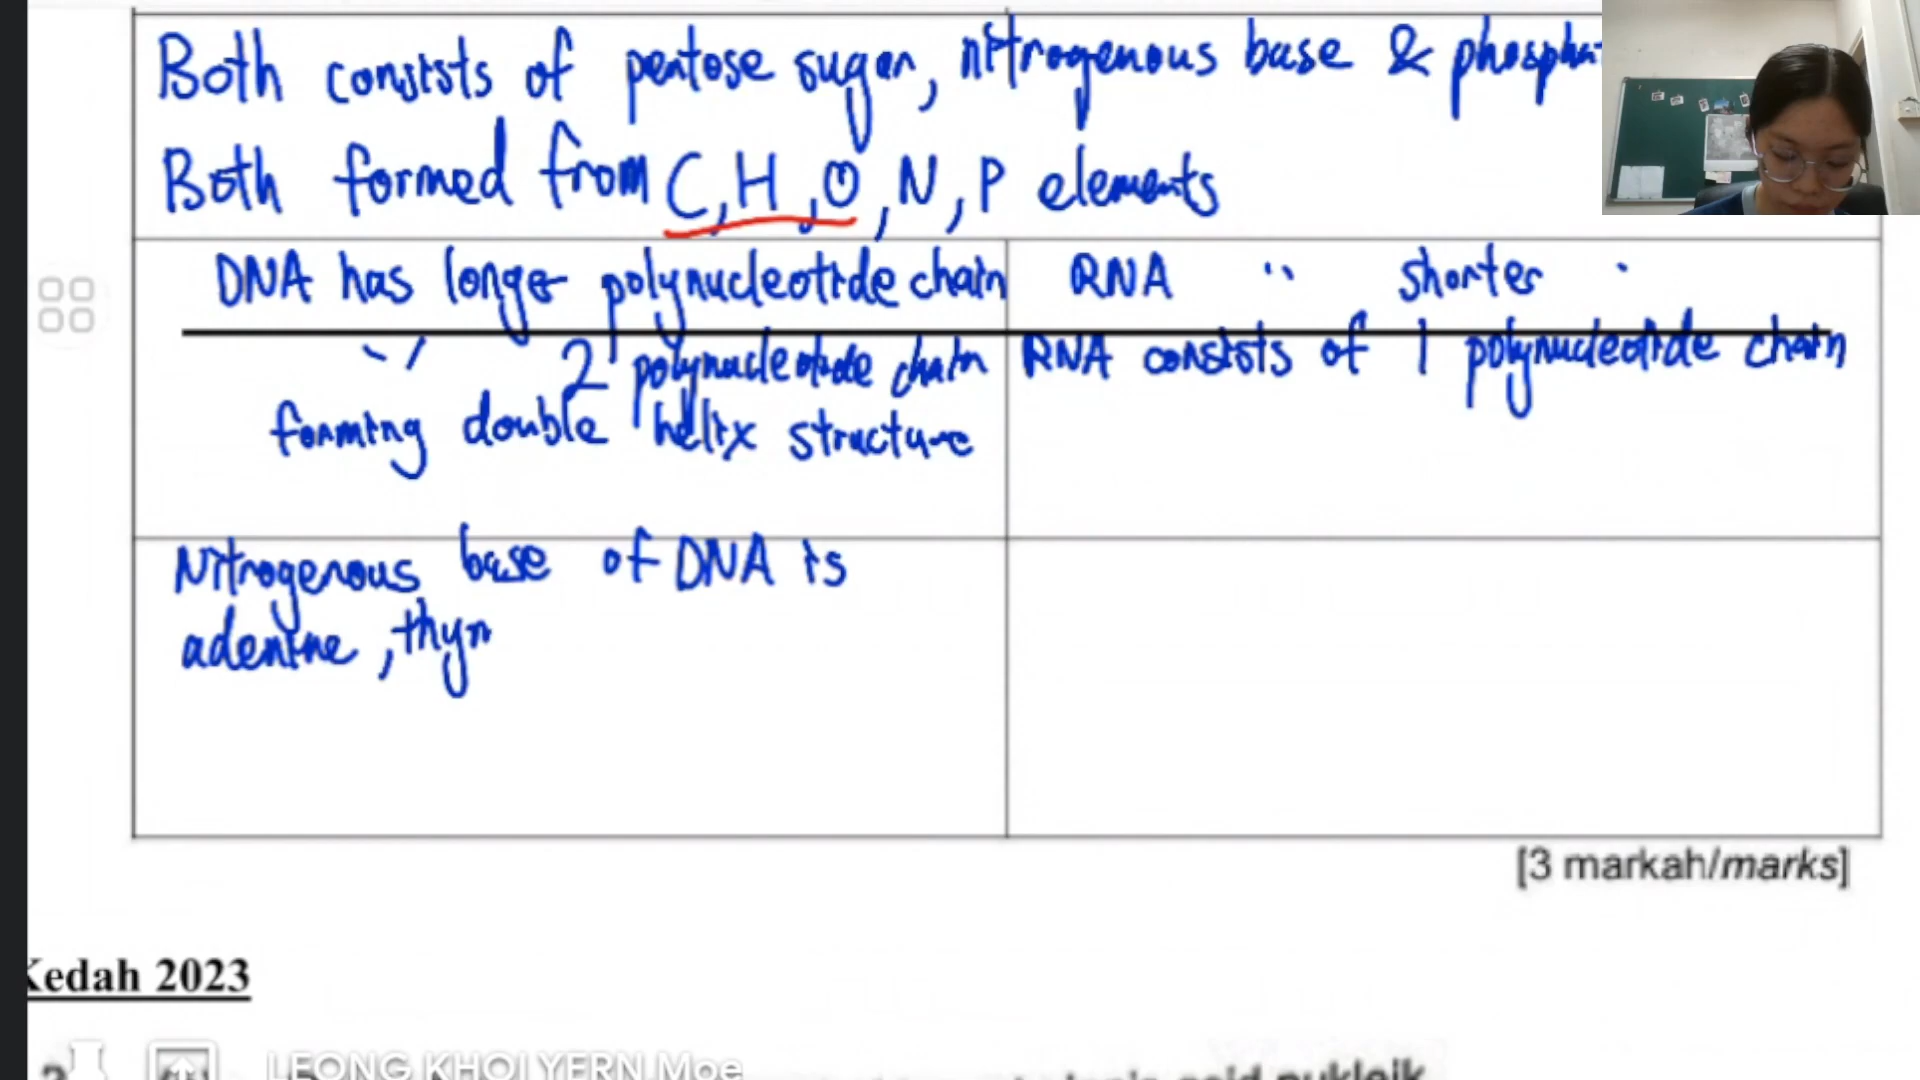 Both consists of pentose sugar, nitrogenous base & phospha
Both formed from C, H, O, N, P elements
DNA has longer polynucleotide chain
RNA " shorter
" 2 polynucleotide chain
forming double helix structure
RNA consists of 1 polynucleotide chain
Nitrogenous base of DNA is
adenine, thym
[3 markah/marks]
Kedah 2023
LEONG KHOI YERN Moe
asid nukleik